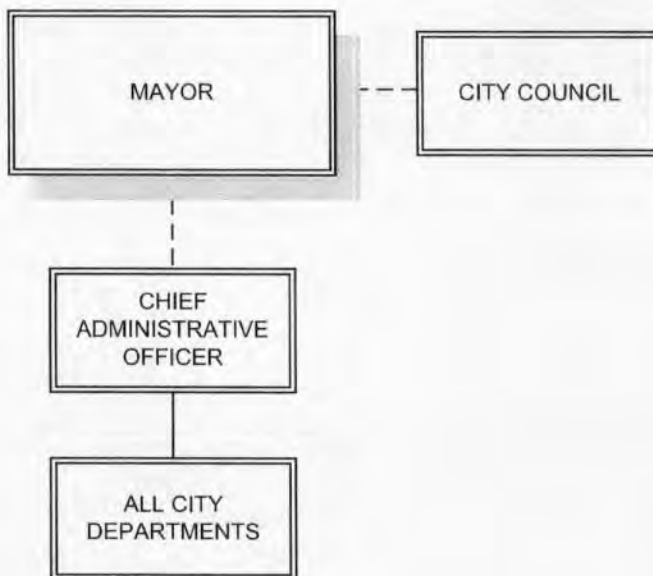 MAYOR
CITY COUNCIL
CHIEF
ADMINISTRATIVE
OFFICER
ALL CITY
DEPARTMENTS